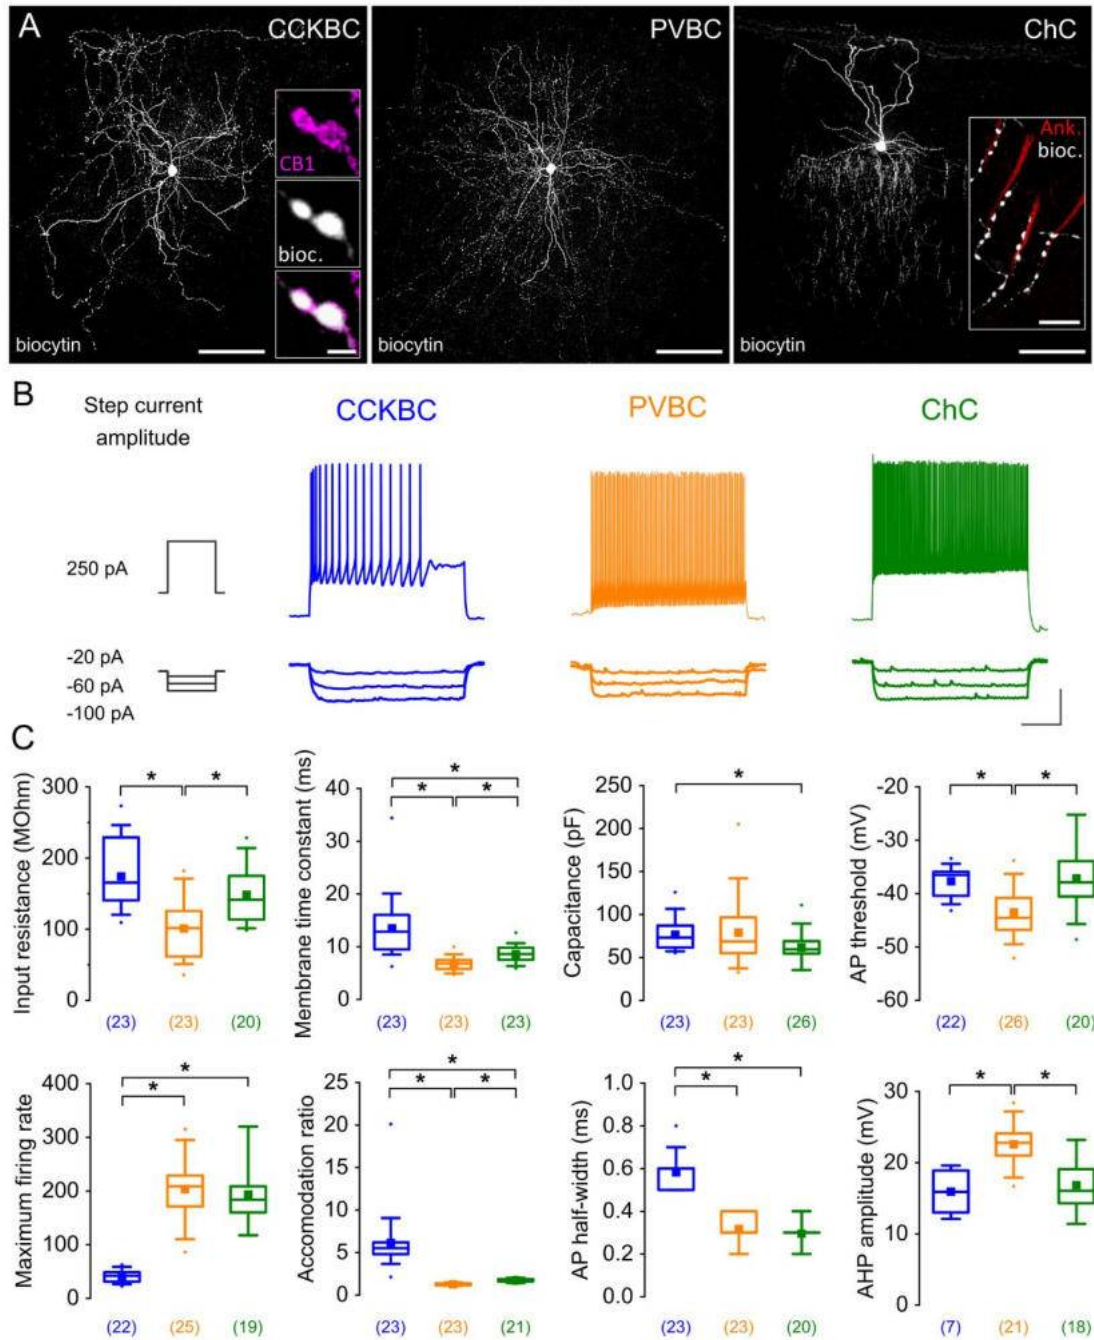 A
CCKBC
PVBC
ChC
CB1
bioc.
Ank.
bioc.
biocytin
biocytin
biocytin
B
Step current
amplitude
CCKBC
PVBC
ChC
250 pA
-20 pA
-60 pA
-100 pA
C
Input resistance (MOhm)
300
200
100
0
(23)
(23)
(20)
* *
Membrane time constant (ms)
40
30
20
10
0
(23)
(23)
(23)
*
* *
Capacitance (pF)
250
200
150
100
50
0
(23)
(23)
(26)
*
AP threshold (mV)
-20
-30
-40
-50
-60
(22)
(26)
(20)
* *
Maximum firing rate
400
300
200
100
0
(22)
(25)
(19)
*
*
Accomodation ratio
25
20
15
10
5
0
(23)
(23)
(21)
*
* *
AP half-width (ms)
1.0
0.8
0.6
0.4
0.2
0.0
(23)
(23)
(20)
*
*
AHP amplitude (mV)
30
20
10
0
(7)
(21)
(18)
* *